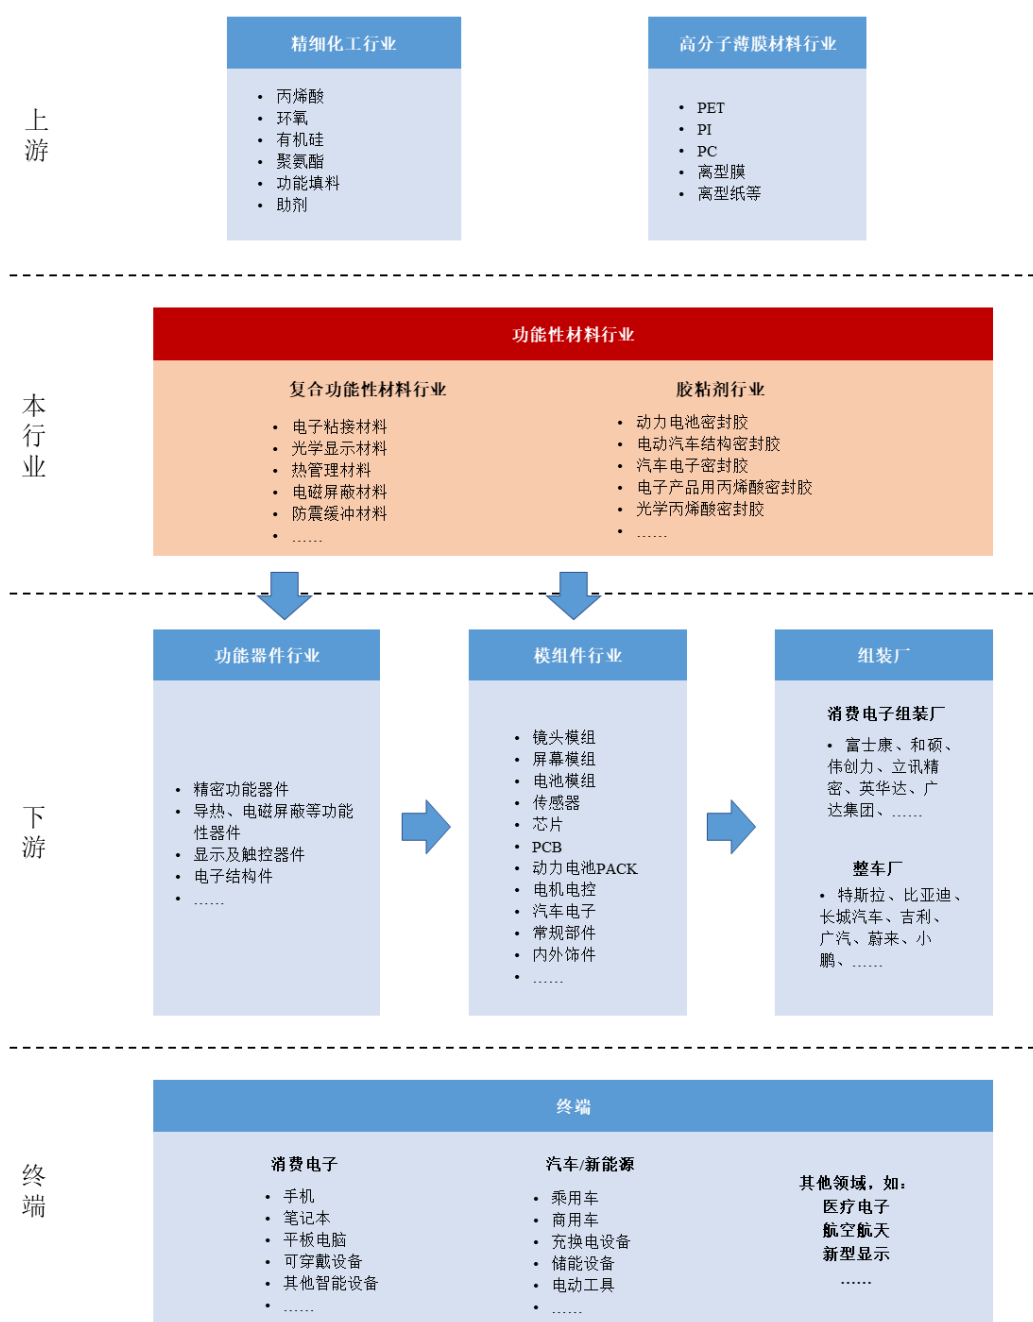 上游
精细化工行业
• 丙烯酸
• 环氧
• 有机硅
• 聚氨酯
• 功能填料
• 助剂
高分子薄膜材料行业
• PET
• PI
• PC
• 离型膜
• 离型纸等
本行业
功能性材料行业
复合功能性材料行业
• 电子粘接材料
• 光学显示材料
• 热管理材料
• 电磁屏蔽材料
• 防震缓冲材料
• ……
胶粘剂行业
• 动力电池密封胶
• 电动汽车结构密封胶
• 汽车电子密封胶
• 电子产品用丙烯酸密封胶
• 光学丙烯酸密封胶
• ……
下游
功能器件行业
• 精密功能器件
• 导热、电磁屏蔽等功能
性器件
• 显示及触控器件
• 电子结构件
• ……
模组件行业
• 镜头模组
• 屏幕模组
• 电池模组
• 传感器
• 芯片
• PCB
• 动力电池PACK
• 电机电控
• 汽车电子
• 常规部件
• 内外饰件
• ……
组装厂
消费电子组装厂
• 富士康、和硕、
伟创力、立讯精
密、英华达、广
达集团、……
整车厂
• 特斯拉、比亚迪、
长城汽车、吉利、
广汽、蔚来、小
鹏、……
终端
终端
消费电子
• 手机
• 笔记本
• 平板电脑
• 可穿戴设备
• 其他智能设备
• ……
汽车/新能源
• 乘用车
• 商用车
• 充换电设备
• 储能设备
• 电动工具
• ……
其他领域，如：
医疗电子
航空航天
新型显示
……